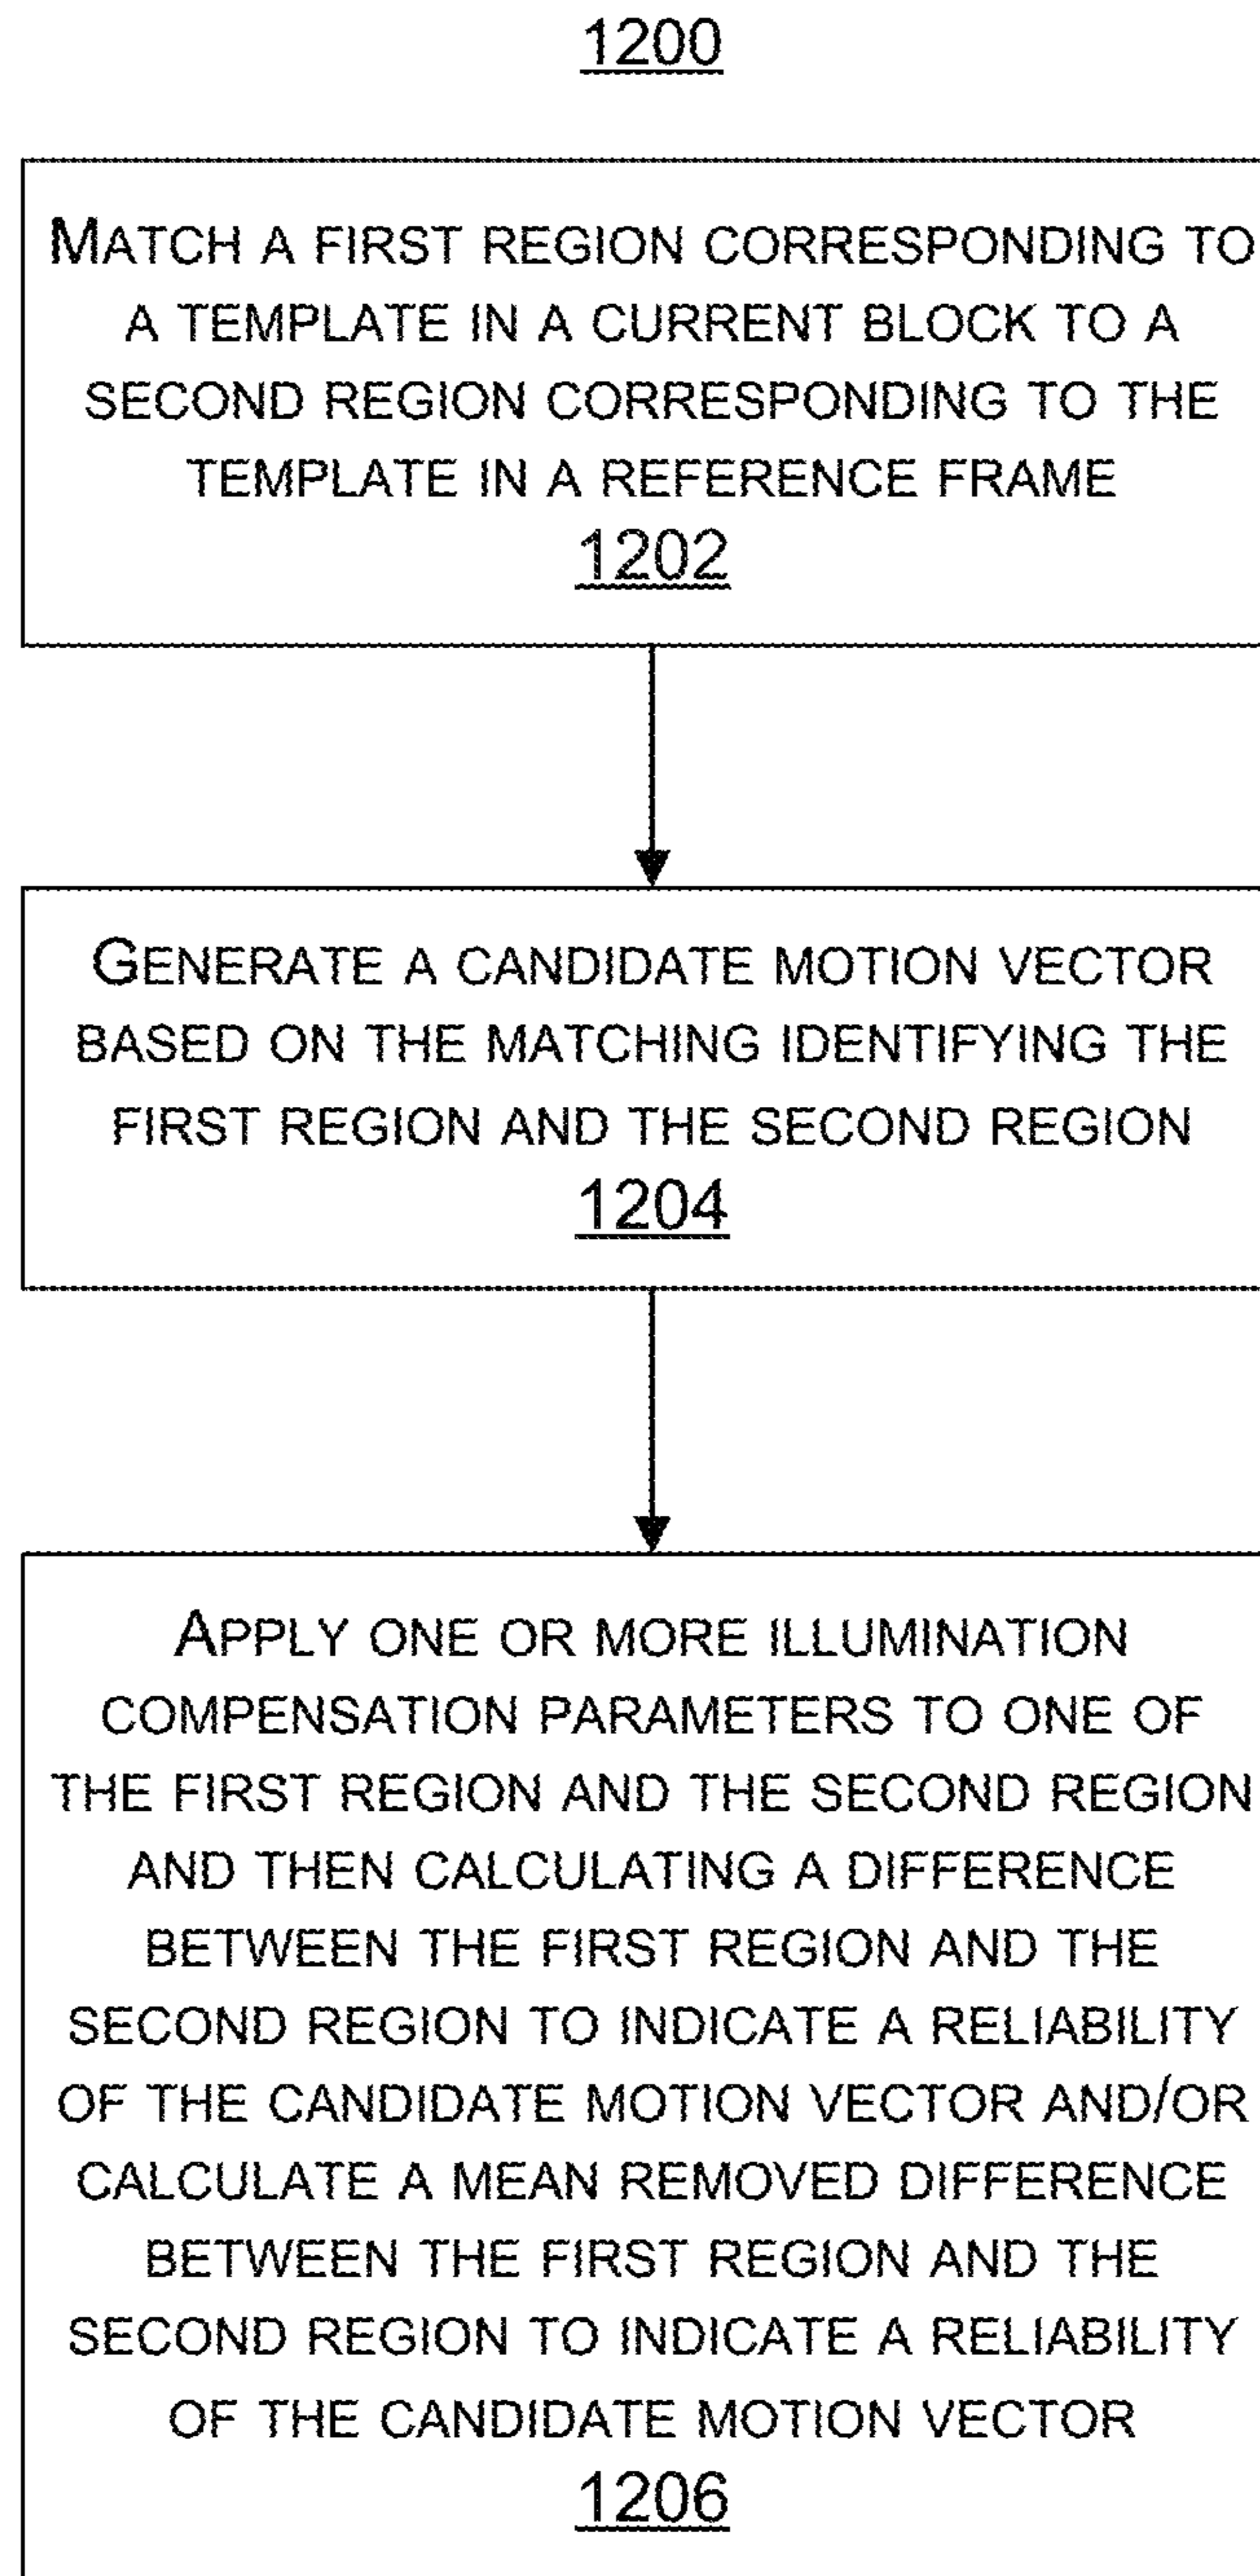 1200
MATCH A FIRST REGION CORRESPONDING TO
A TEMPLATE IN A CURRENT BLOCK TO A
SECOND REGION CORRESPONDING TO THE
TEMPLATE IN A REFERENCE FRAME
1202
GENERATE A CANDIDATE MOTION VECTOR
BASED ON THE MATCHING IDENTIFYING THE
FIRST REGION AND THE SECOND REGION
1204
APPLY ONE OR MORE ILLUMINATION
COMPENSATION PARAMETERS TO ONE OF
THE FIRST REGION AND THE SECOND REGION
AND THEN CALCULATING A DIFFERENCE
BETWEEN THE FIRST REGION AND THE
SECOND REGION TO INDICATE A RELIABILITY
OF THE CANDIDATE MOTION VECTOR AND/OR
CALCULATE A MEAN REMOVED DIFFERENCE
BETWEEN THE FIRST REGION AND THE
SECOND REGION TO INDICATE A RELIABILITY
OF THE CANDIDATE MOTION VECTOR
1206